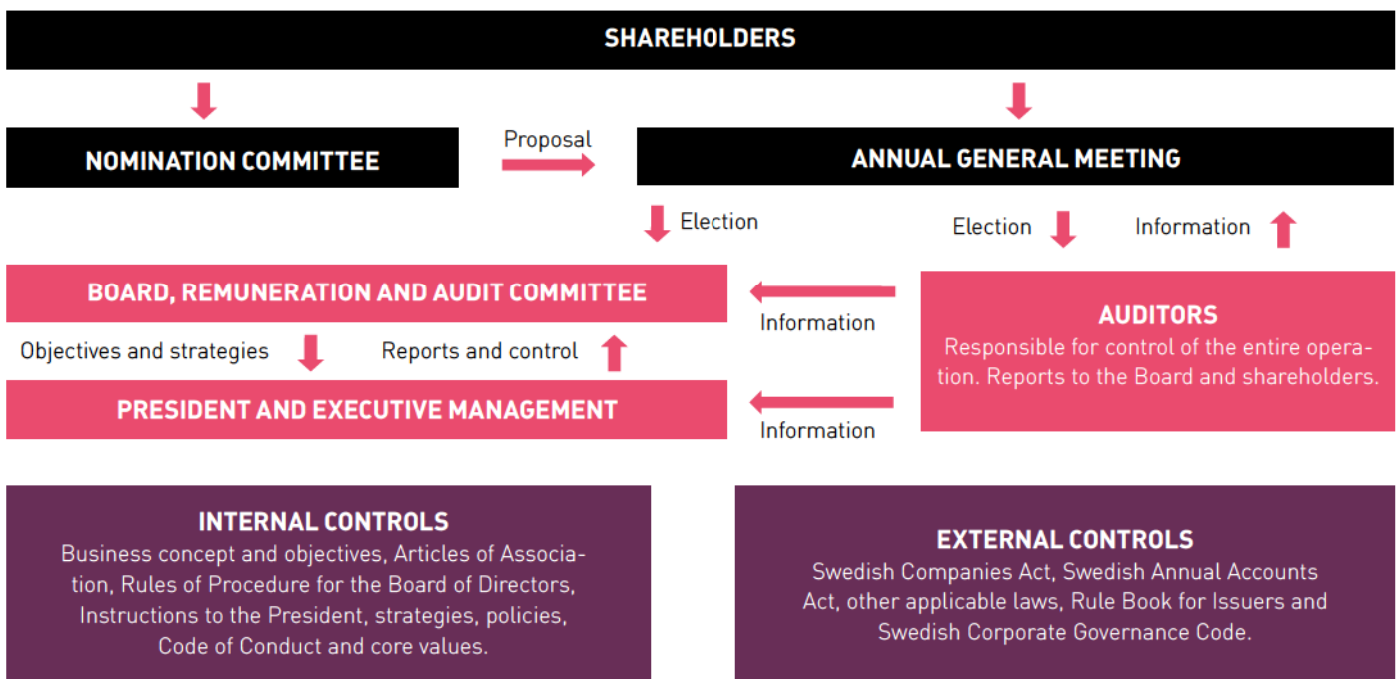 SHAREHOLDERS
NOMINATION COMMITTEE
Proposal
ANNUAL GENERAL MEETING
Election
Election
Information
BOARD, REMUNERATION AND AUDIT COMMITTEE
Information
AUDITORS
Responsible for control of the entire opera-
tion. Reports to the Board and shareholders.
Objectives and strategies
Reports and control
PRESIDENT AND EXECUTIVE MANAGEMENT
Information
INTERNAL CONTROLS
Business concept and objectives, Articles of Associa-
tion, Rules of Procedure for the Board of Directors,
Instructions to the President, strategies, policies,
Code of Conduct and core values.
EXTERNAL CONTROLS
Swedish Companies Act, Swedish Annual Accounts
Act, other applicable laws, Rule Book for Issuers and
Swedish Corporate Governance Code.